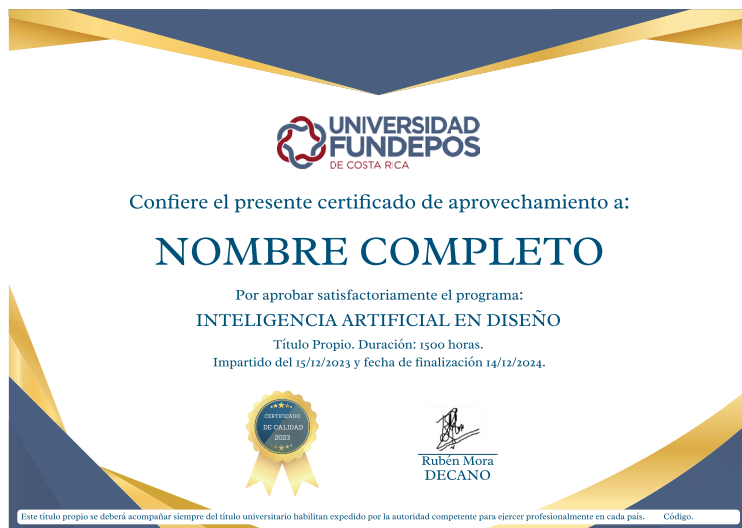 UNIVERSIDAD
FUNDEPOS
DE COSTA RICA
Confiere el presente certificado de aprovechamiento a:
NOMBRE COMPLETO
Por aprobar satisfactoriamente el programa:
INTELIGENCIA ARTIFICIAL EN DISEÑO
Título Propio. Duración: 1500 horas.
Impartido del 15/12/2023 y fecha de finalización 14/12/2024.
CERTIFICADO
DE CALIDAD
2023
Rubén Mora
DECANO
Este título propio se deberá acompañar siempre del título universitario habilitan expedido por la autoridad competente para ejercer profesionalmente en cada país. Código.